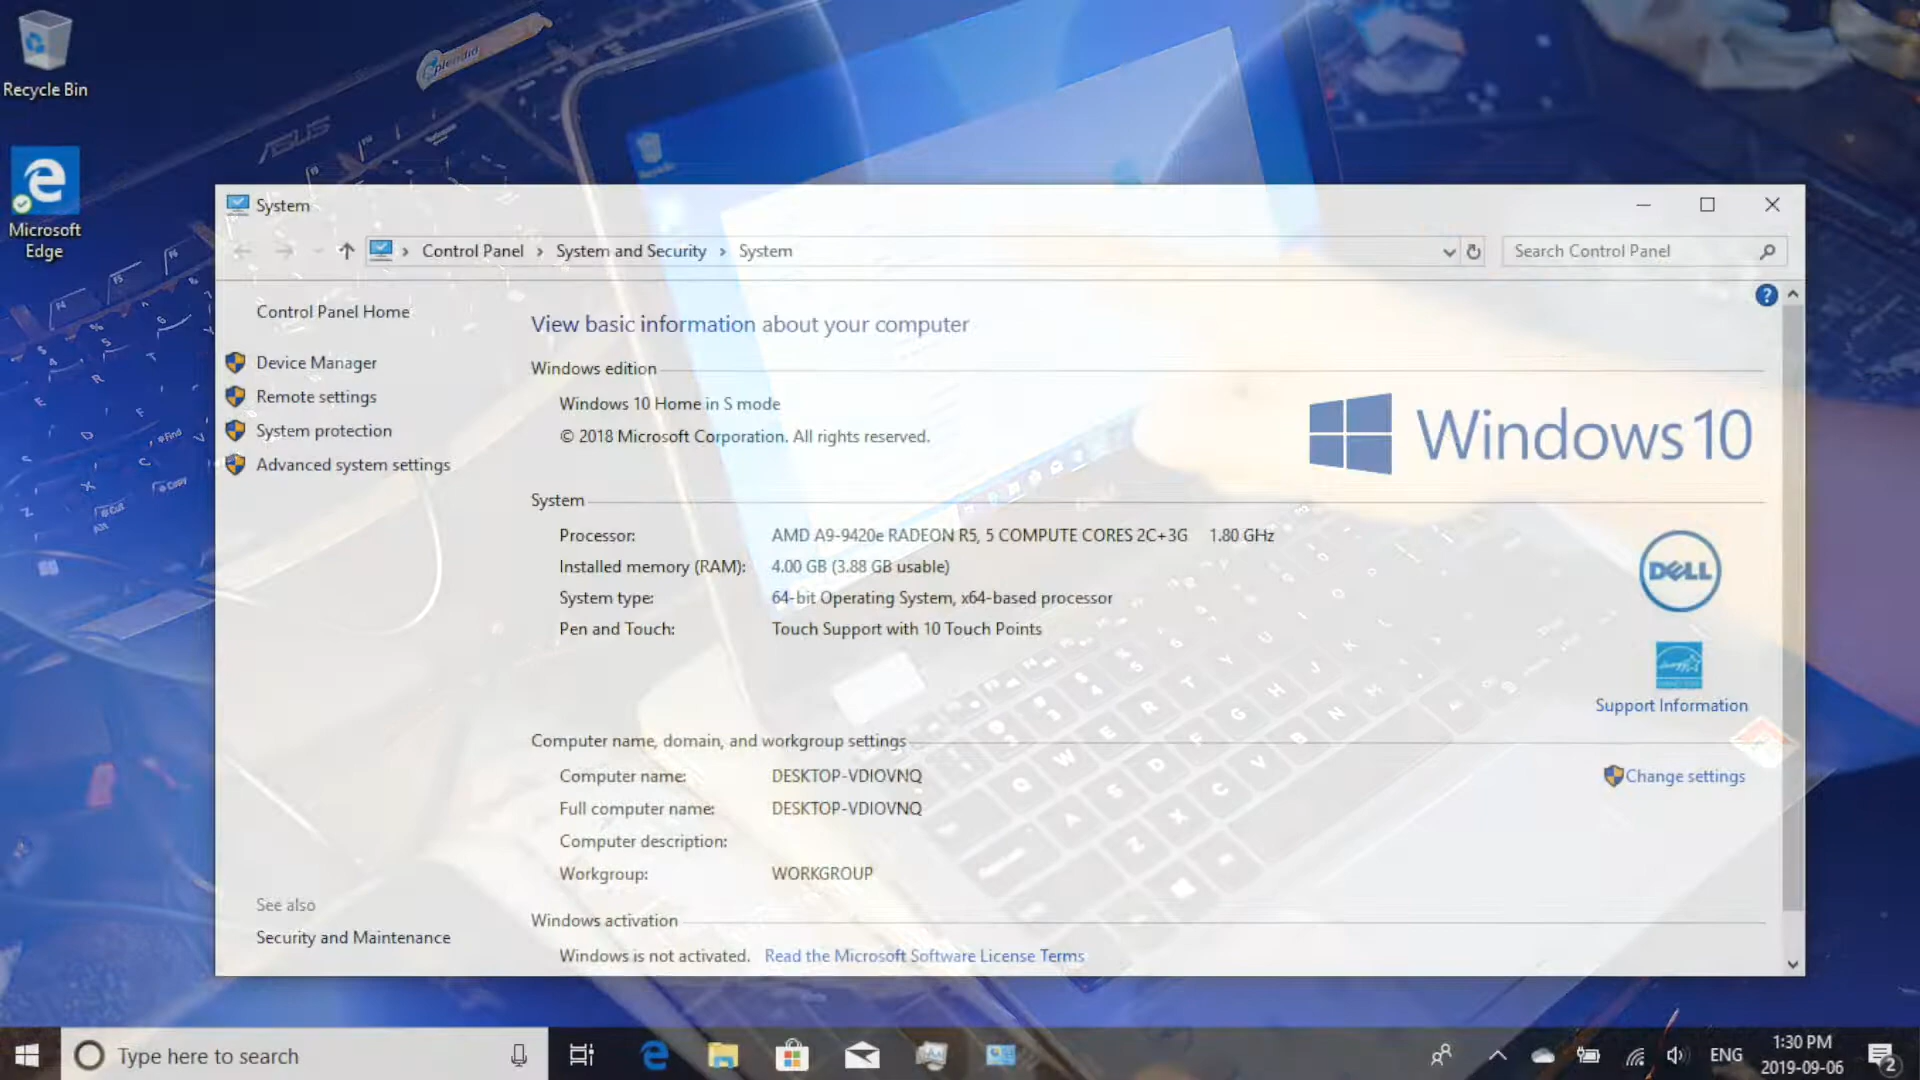 Recycle Bin
Microsoft
Edge
Splendid
ASUS
System
Control Panel
System and Security
System
Search Control Panel
Control Panel Home
Device Manager
Remote settings
System protection
Advanced system settings
See also
Security and Maintenance
?
View basic information about your computer
Windows edition
Windows 10 Home in S mode
© 2018 Microsoft Corporation. All rights reserved.
Windows 10
System
Processor: AMD A9-9420e RADEON R5, 5 COMPUTE CORES 2C+3G 1.80 GHz
Installed memory (RAM): 4.00 GB (3.88 GB usable)
System type: 64-bit Operating System, x64-based processor
Pen and Touch: Touch Support with 10 Touch Points
DELL
Support Information
Computer name, domain, and workgroup settings
Computer name: DESKTOP-VDIOVNQ
Change settings
Full computer name: DESKTOP-VDIOVNQ
Computer description:
Workgroup: WORKGROUP
Windows activation
Windows is not activated. Read the Microsoft Software License Terms
Type here to search
ENG
1:30 PM
2019-09-06
2